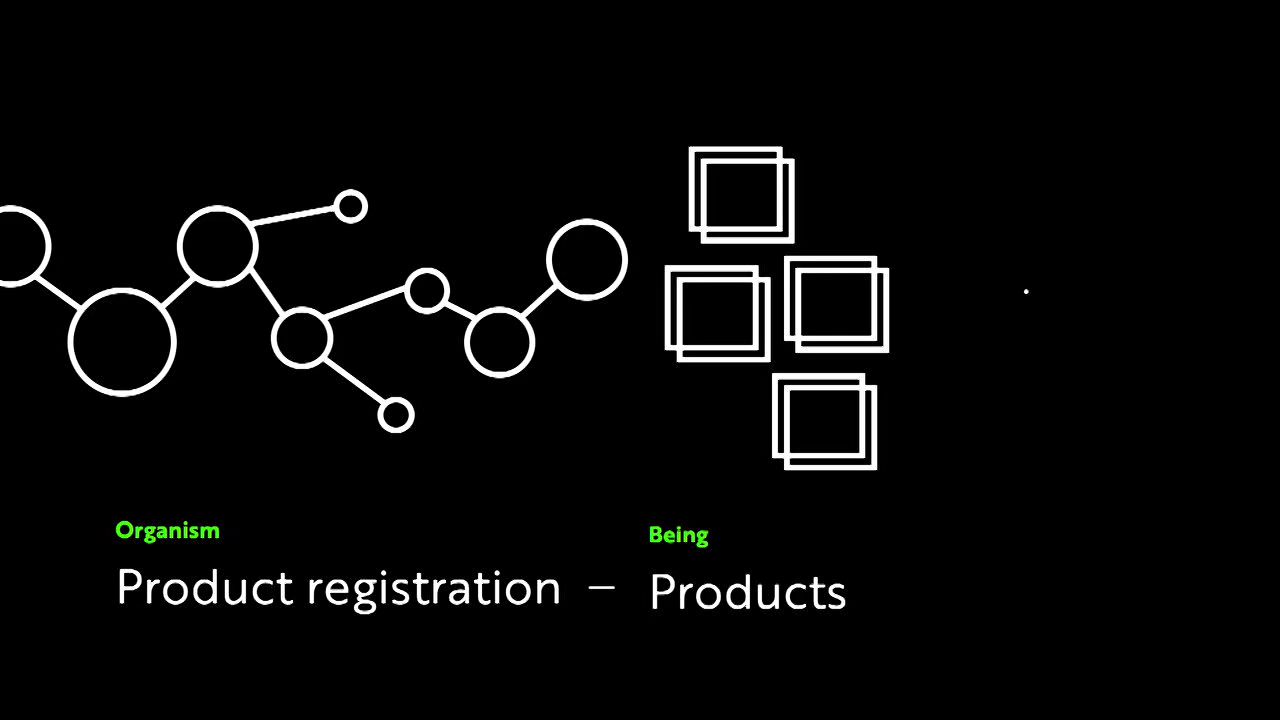 Organism
Being
Product registration –
Products